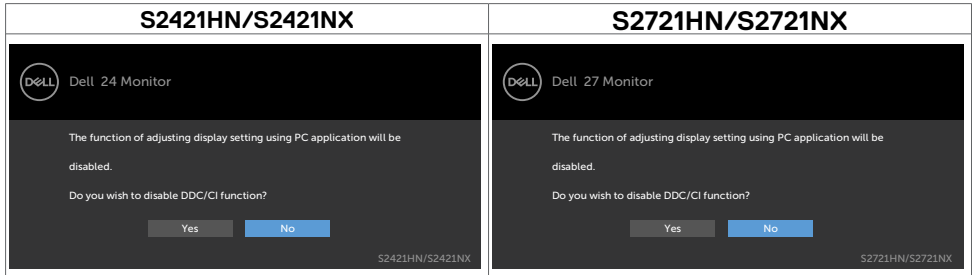 S2421HN/S2421NX
S2721HN/S2721NX
DELL
Dell 24 Monitor
The function of adjusting display setting using PC application will be
disabled.
Do you wish to disable DDC/CI function?
Yes
No
S2421HN/S2421NX
DELL
Dell 27 Monitor
The function of adjusting display setting using PC application will be
disabled.
Do you wish to disable DDC/CI function?
Yes
No
S2721HN/S2721NX